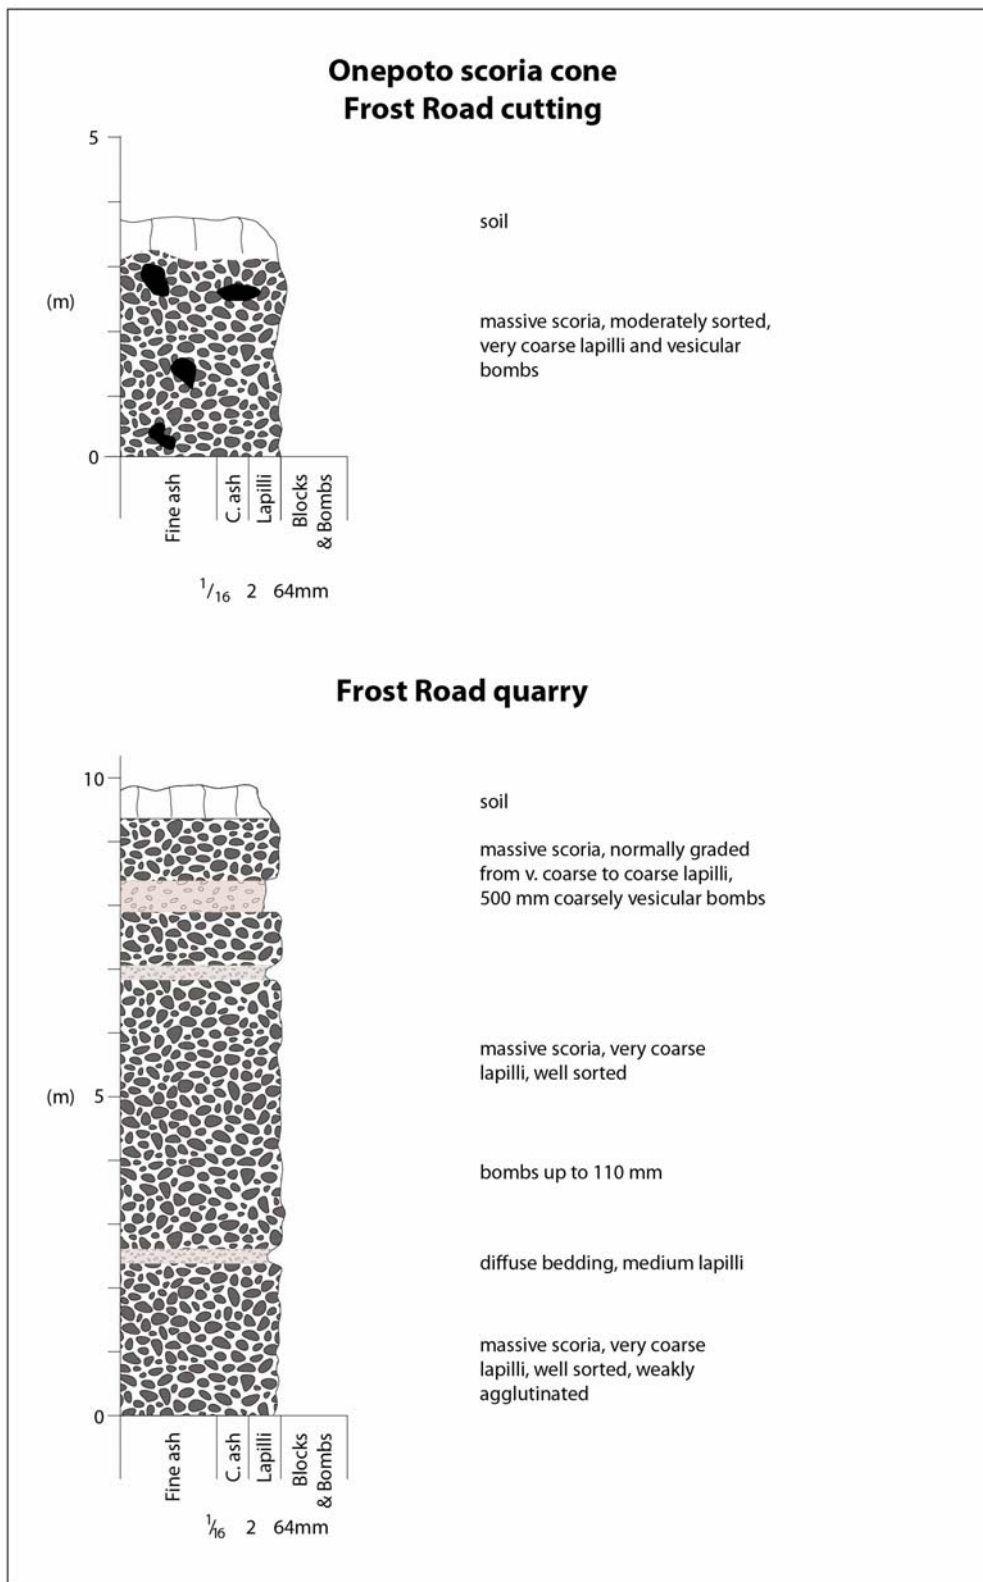 Onepoto scoria cone
Frost Road cutting
5
soil
(m)
massive scoria, moderately sorted,
very coarse lapilli and vesicular
bombs
0
Fine ash
C. ash
Lapilli
Blocks
& Bombs
1/16 2 64mm
Frost Road quarry
10
soil
massive scoria, normally graded
from v. coarse to coarse lapilli,
500 mm coarsely vesicular bombs
massive scoria, very coarse
lapilli, well sorted
(m) 5
bombs up to 110 mm
diffuse bedding, medium lapilli
massive scoria, very coarse
lapilli, well sorted, weakly
agglutinated
0
Fine ash
C. ash
Lapilli
Blocks
& Bombs
1/16 2 64mm